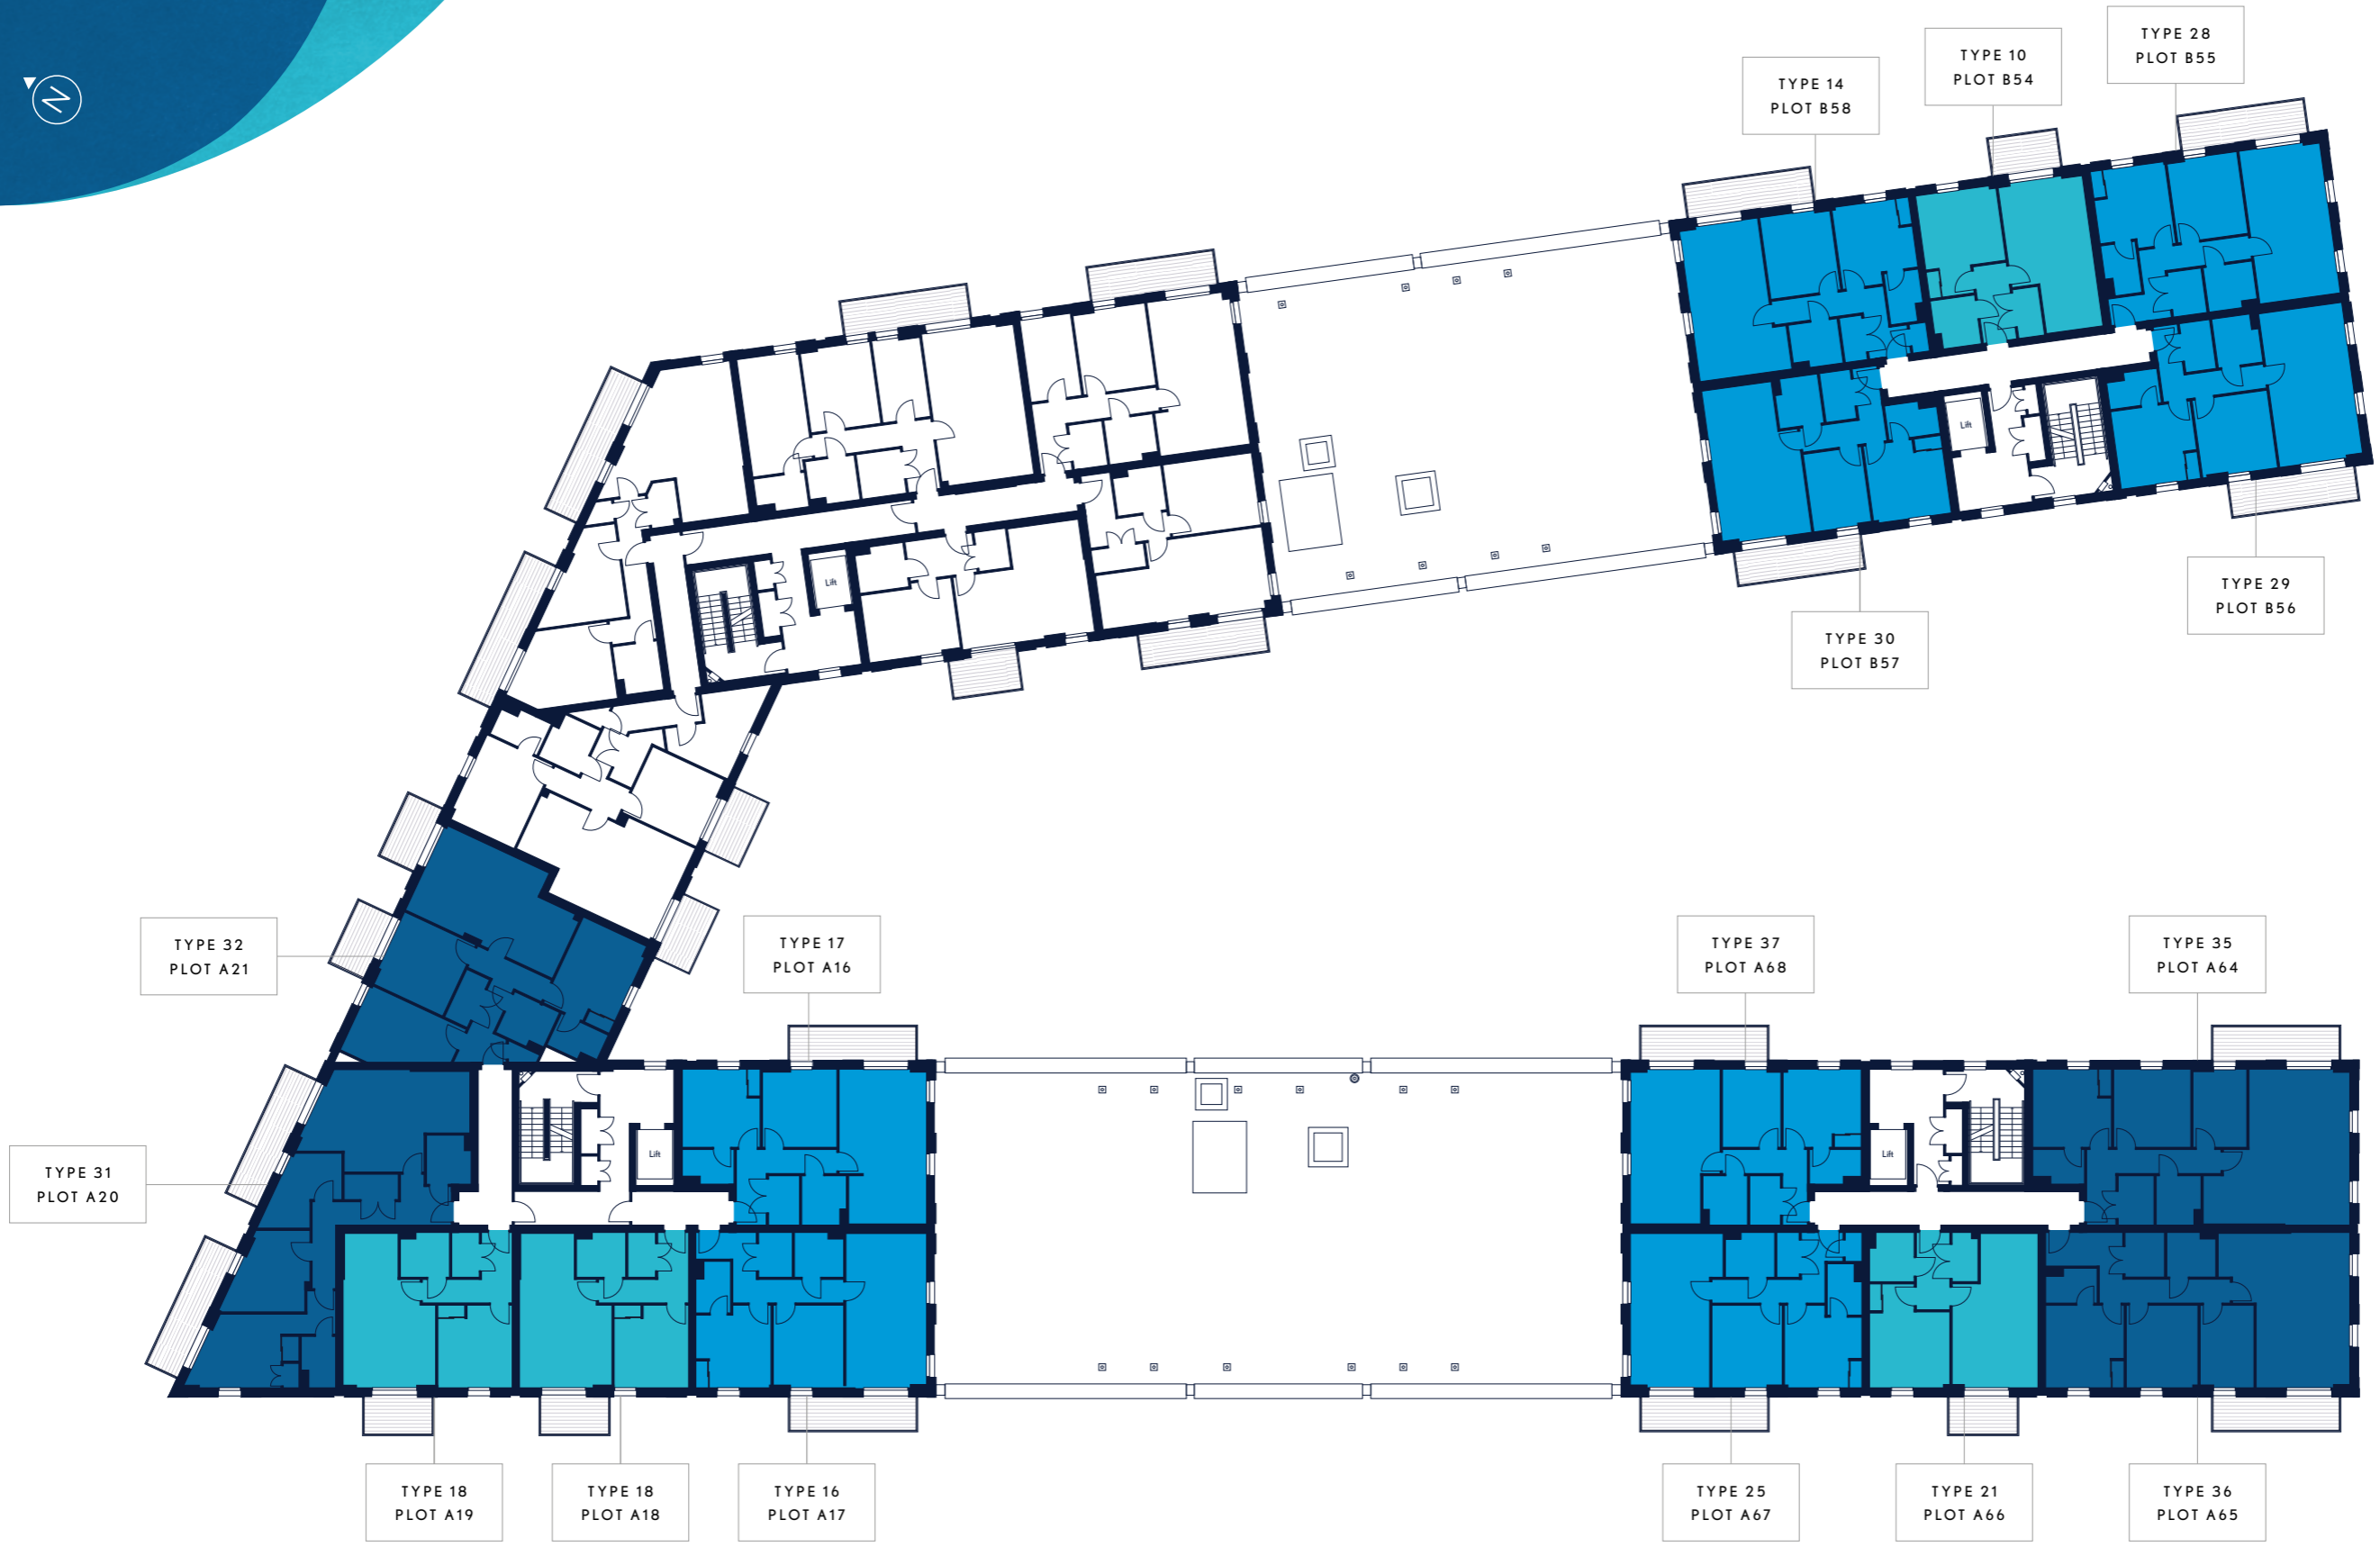 TYPE 28
PLOT B55
TYPE 10
PLOT B54
TYPE 14
PLOT B58
N
Lift
Lift
TYPE 29
PLOT B56
TYPE 30
PLOT B57
TYPE 32
PLOT A21
TYPE 17
PLOT A16
TYPE 37
PLOT A68
TYPE 35
PLOT A64
Lift
Lift
TYPE 31
PLOT A20
TYPE 18
PLOT A19
TYPE 18
PLOT A18
TYPE 16
PLOT A17
TYPE 25
PLOT A67
TYPE 21
PLOT A66
TYPE 36
PLOT A65